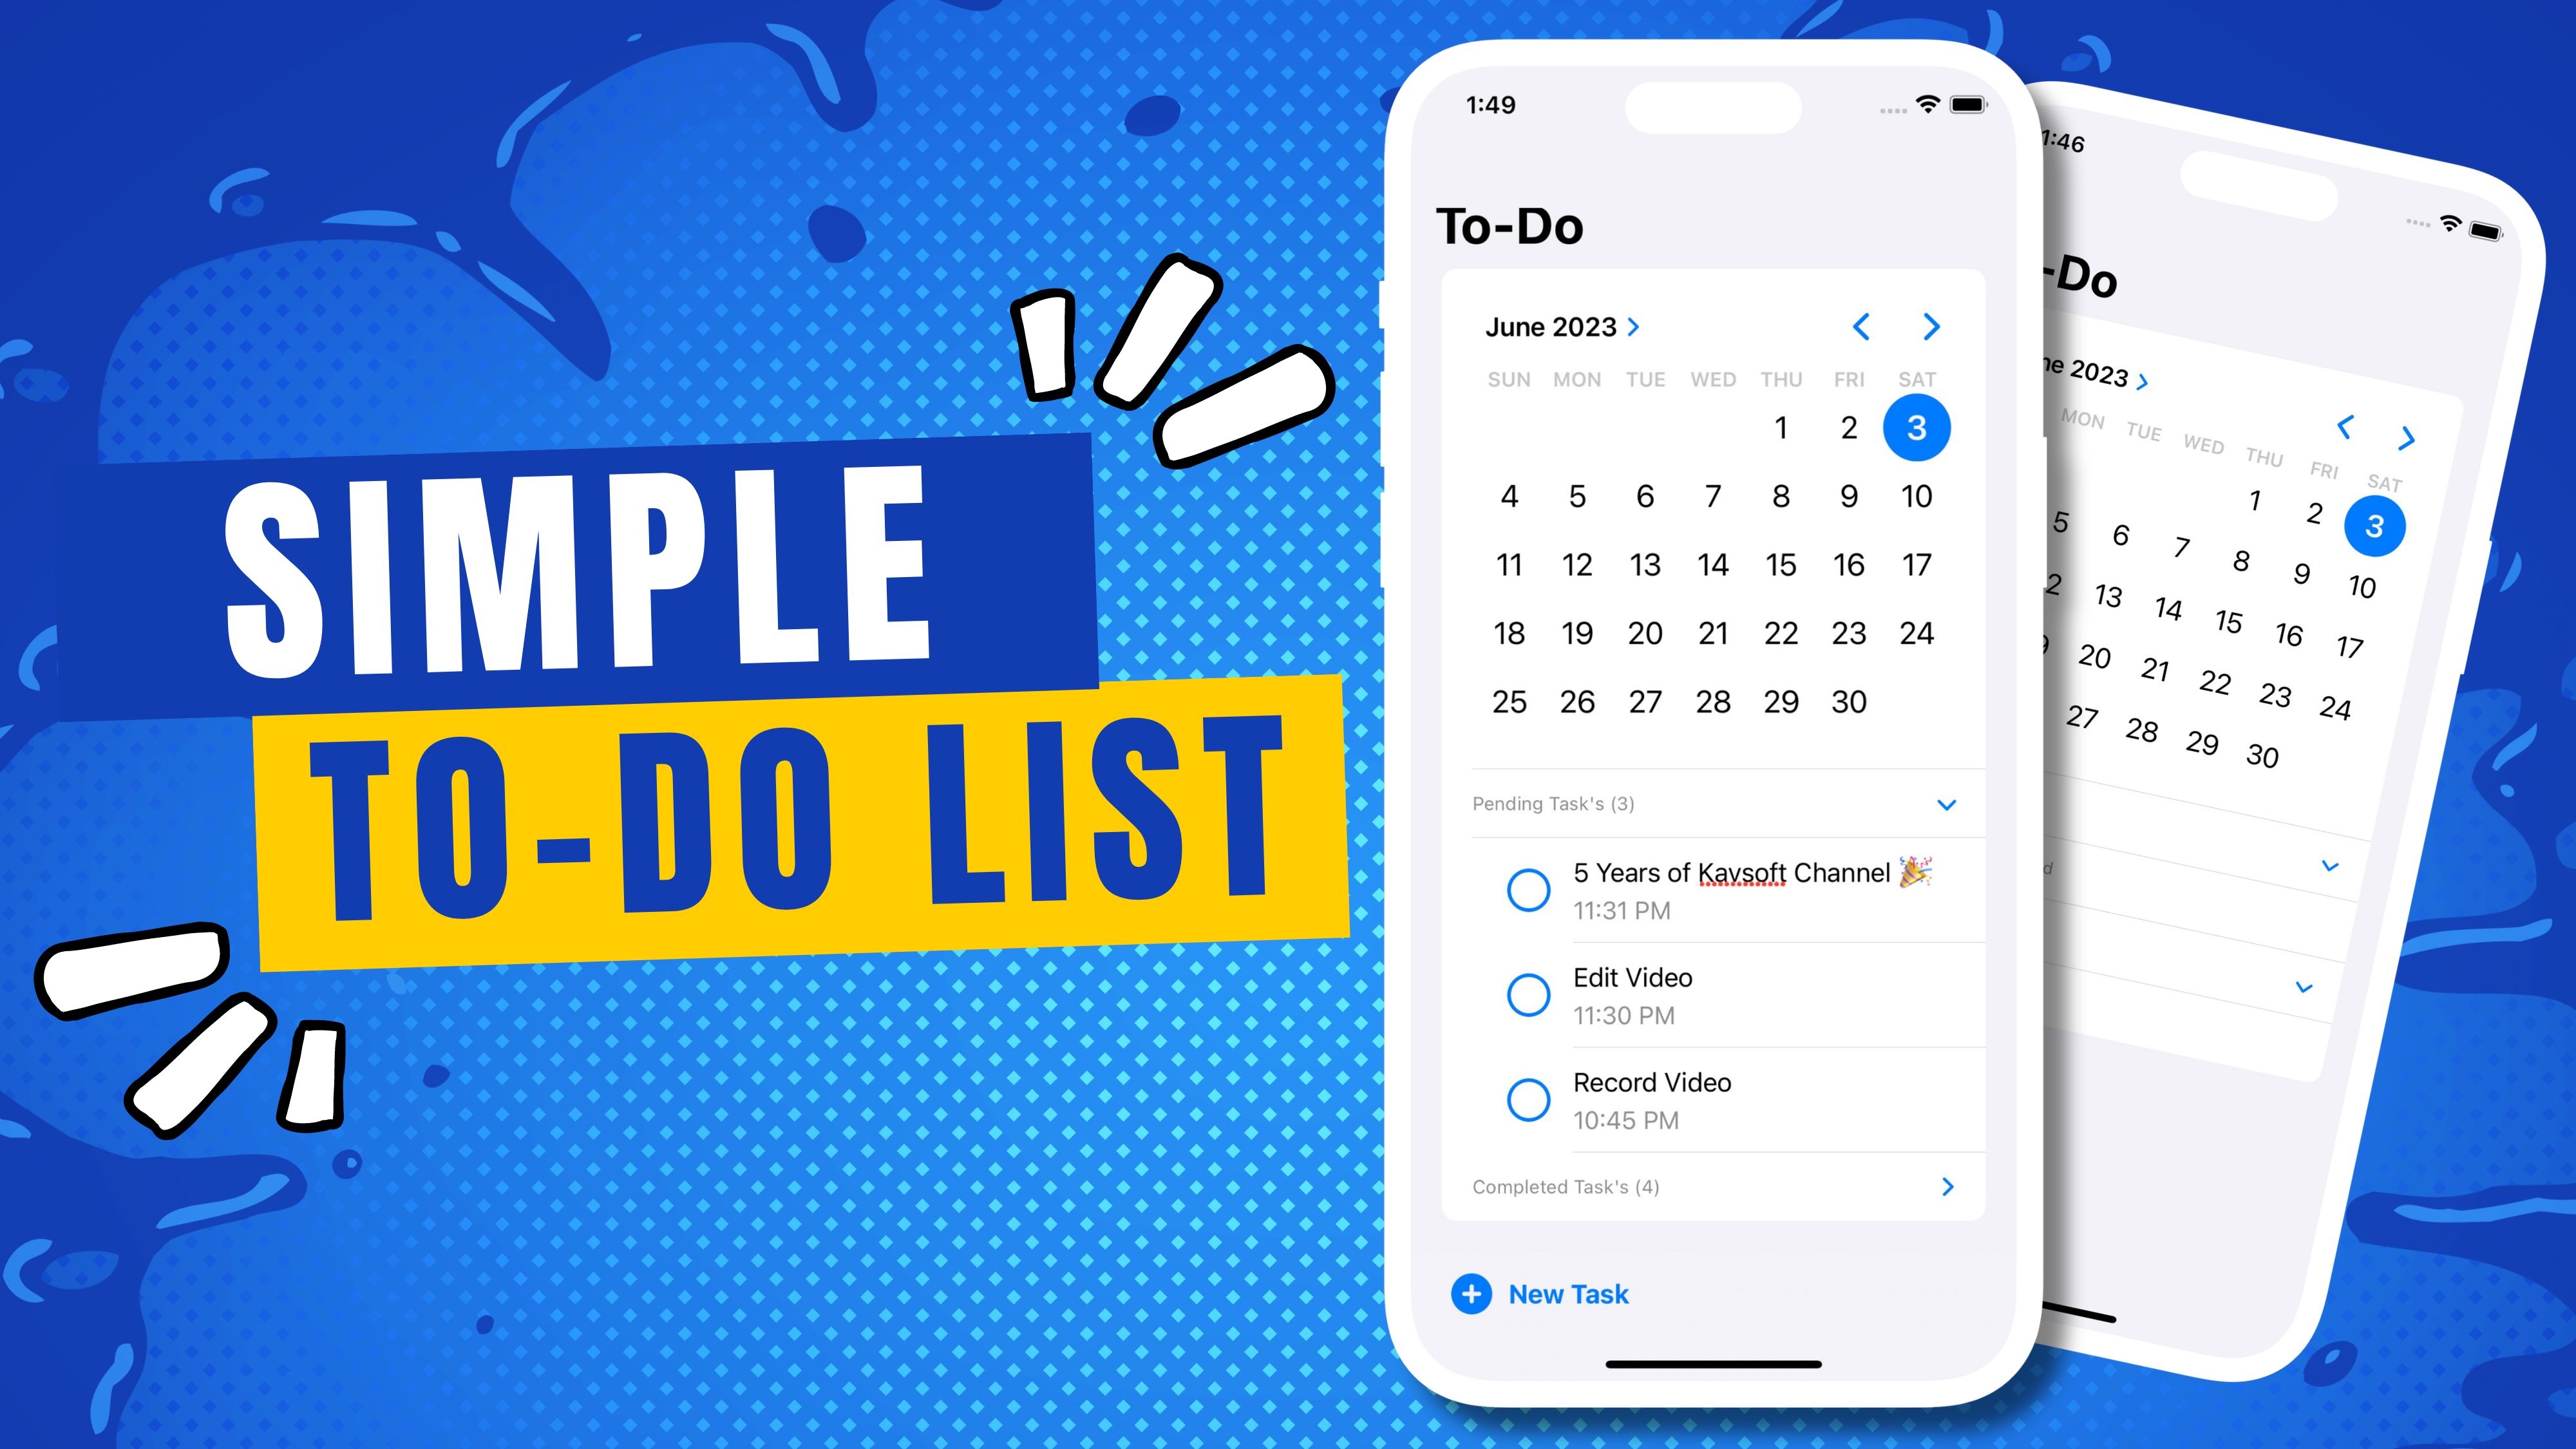 SIMPLE
TO-DO LIST
1:49
To-Do
June 2023
SUN MON TUE WED THU FRI SAT
1 2 3
4 5 6 7 8 9 10
11 12 13 14 15 16 17
18 19 20 21 22 23 24
25 26 27 28 29 30
Pending Task's (3)
5 Years of Kavsoft Channel 🎉
11:31 PM
Edit Video
11:30 PM
Record Video
10:45 PM
Completed Task's (4)
New Task
1:46
-Do
ne 2023
MON TUE WED THU FRI SAT
1 2 3
5 6 7 8 9 10
2 13 14 15 16 17
20 21 22 23 24
27 28 29 30
d